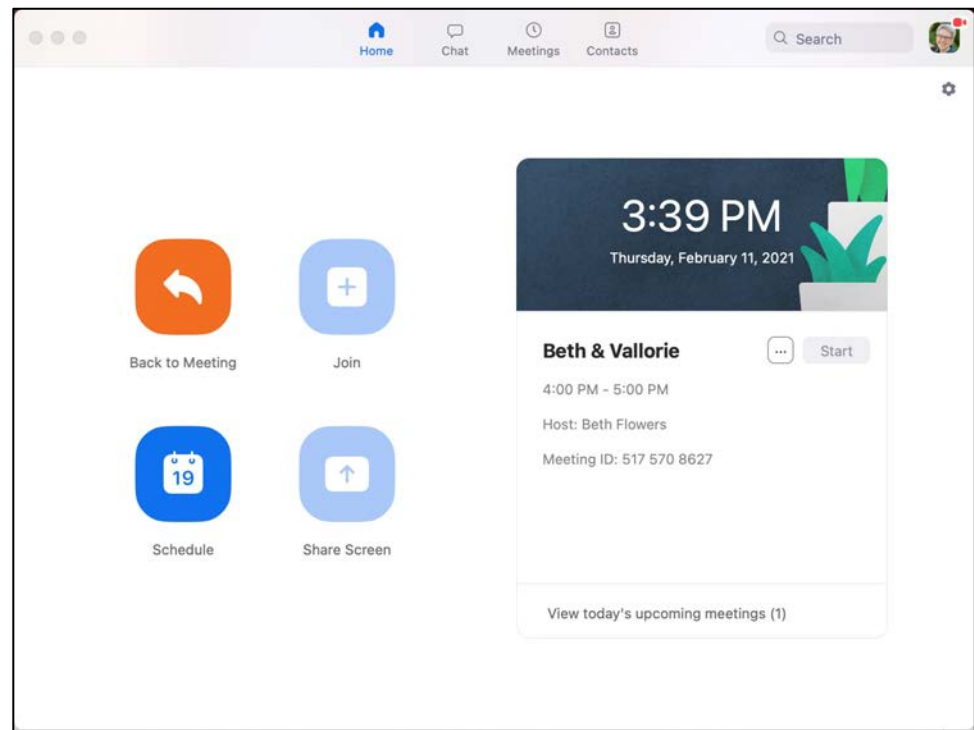 Home
Chat
Meetings
Contacts
Search
3:39 PM
Thursday, February 11, 2021
Back to Meeting
Join
19
Schedule
Share Screen
Beth & Vallorie
...
Start
4:00 PM - 5:00 PM
Host: Beth Flowers
Meeting ID: 517 570 8627
View today's upcoming meetings (1)